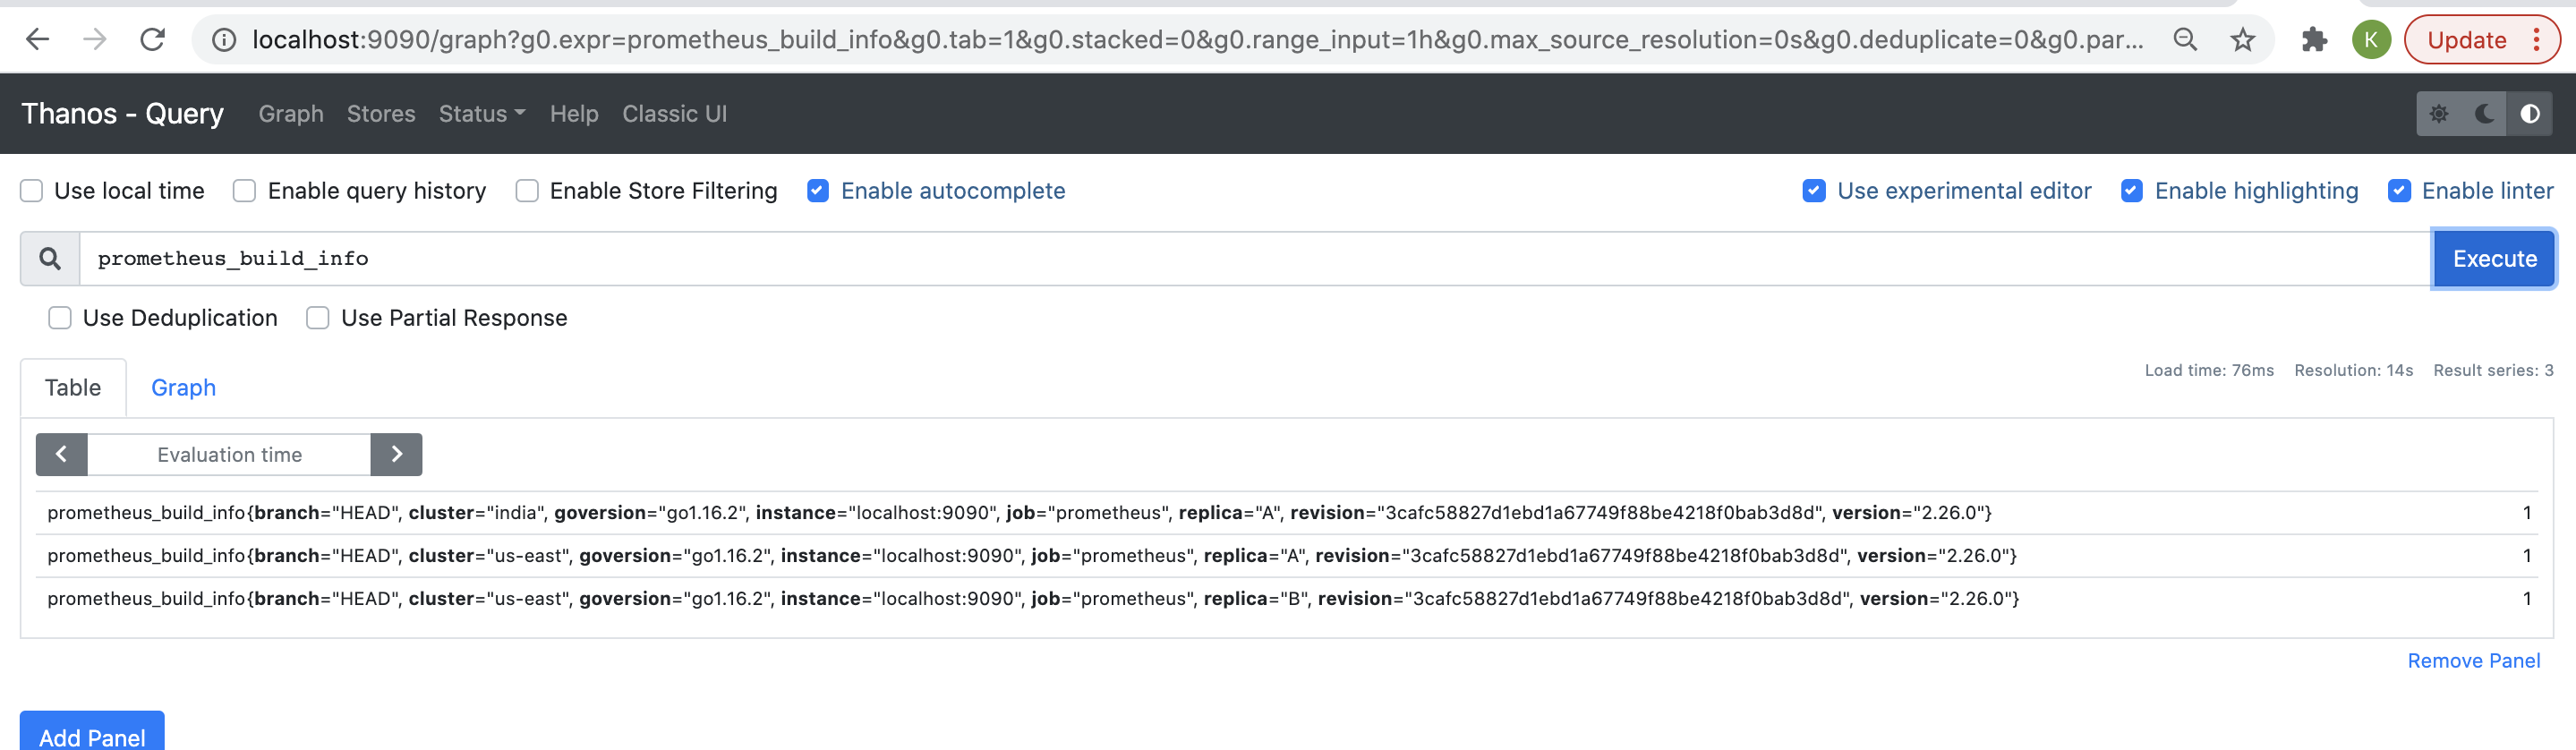 localhost:9090/graph?g0.expr=prometheus_build_info&g0.tab=1&g0.stacked=0&g0.range_input=1h&g0.max_source_resolution=0s&g0.deduplicate=0&g0.par... K Update
Thanos - Query Graph Stores Status Help Classic UI
Use local time Enable query history Enable Store Filtering Enable autocomplete Use experimental editor Enable highlighting Enable linter
prometheus_build_info Execute
Use Deduplication Use Partial Response
Table Graph Load time: 76ms Resolution: 14s Result series: 3
Evaluation time
prometheus_build_info{branch="HEAD", cluster="india", goversion="go1.16.2", instance="localhost:9090", job="prometheus", replica="A", revision="3cafc58827d1ebd1a67749f88be4218f0bab3d8d", version="2.26.0"} 1
prometheus_build_info{branch="HEAD", cluster="us-east", goversion="go1.16.2", instance="localhost:9090", job="prometheus", replica="A", revision="3cafc58827d1ebd1a67749f88be4218f0bab3d8d", version="2.26.0"} 1
prometheus_build_info{branch="HEAD", cluster="us-east", goversion="go1.16.2", instance="localhost:9090", job="prometheus", replica="B", revision="3cafc58827d1ebd1a67749f88be4218f0bab3d8d", version="2.26.0"} 1
Remove Panel
Add Panel